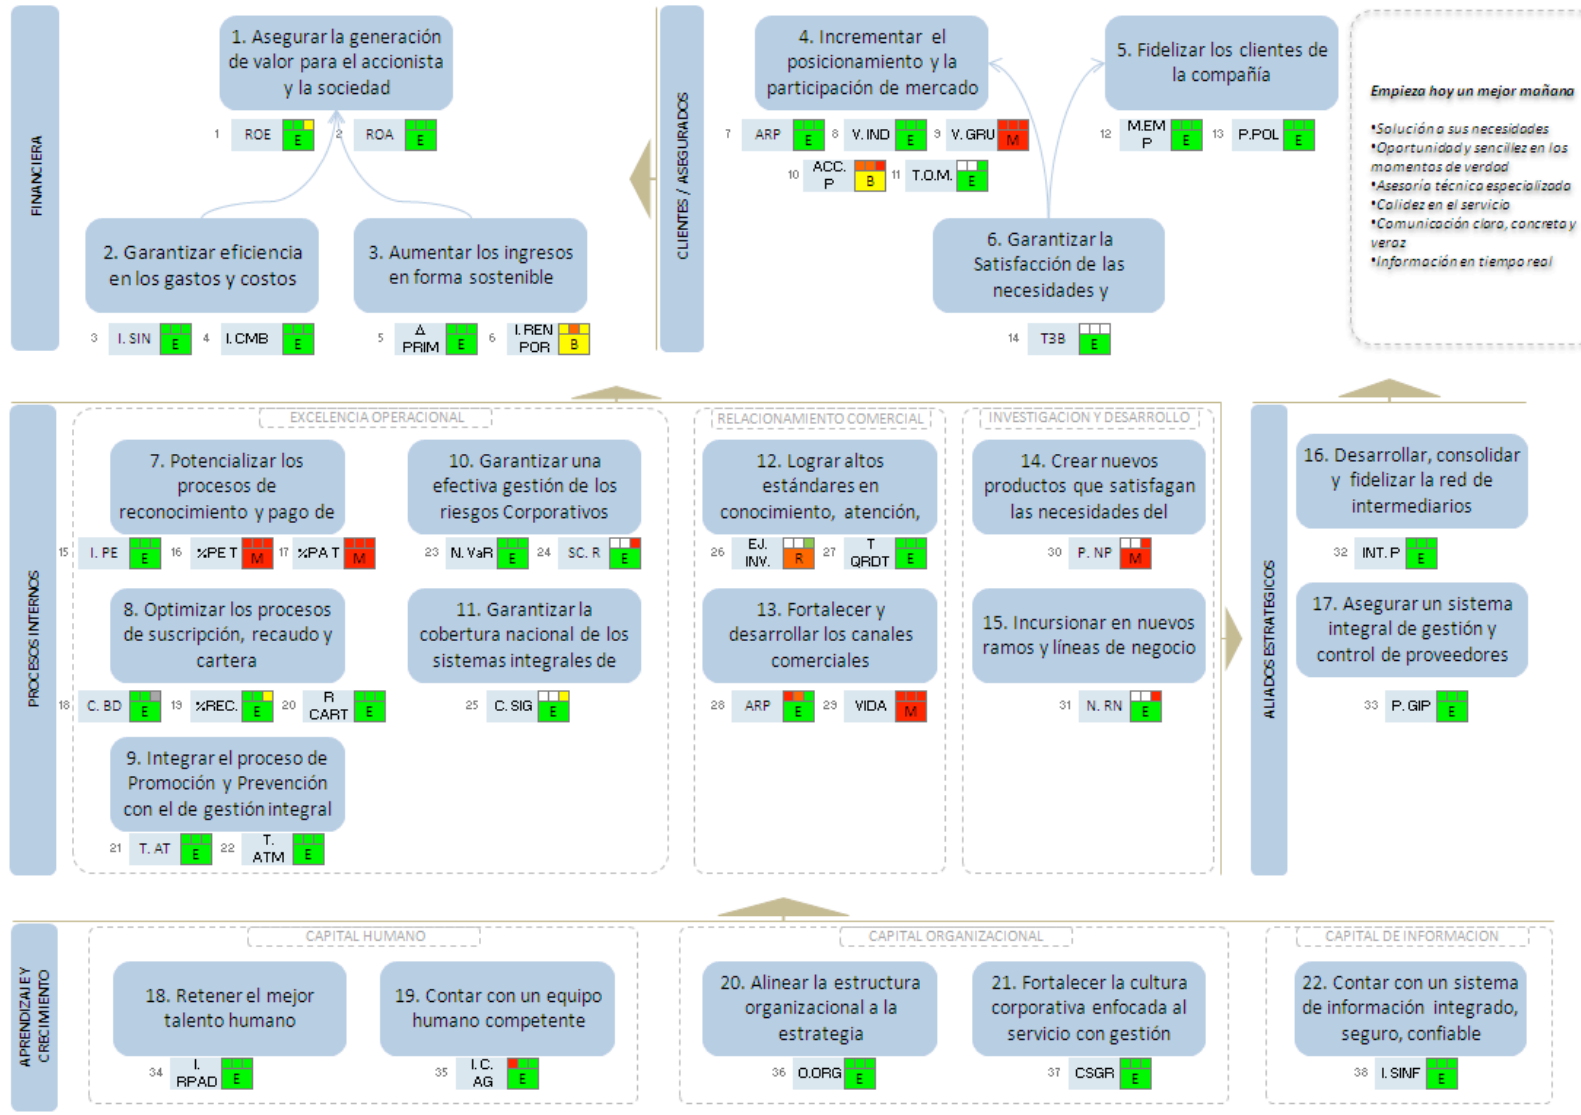 FINANCIERA
1. Asegurar la generación
de valor para el accionista
y la sociedad
1 ROE E 2 ROA E
2. Garantizar eficiencia
en los gastos y costos
3. Aumentar los ingresos
en forma sostenible
3 I. SIN E 4 I. CMB E 5 Δ PRIM E 6 I. REN POR B
CLIENTES / ASEGURADOS
4. Incrementar el
posicionamiento y la
participación de mercado
7 ARP E 8 V. IND E 9 V. GRU M
10 ACC. P B 11 T.O.M. E
5. Fidelizar los clientes de
la compañía
12 M.EM P E 13 P.POL E
6. Garantizar la
Satisfacción de las
necesidades y
14 T3B E
Empieza hoy un mejor mañana
•Solución a sus necesidades
•Oportunidad y sencillez en los
momentos de verdad
•Asesoría técnica especializada
•Calidez en el servicio
•Comunicación clara, concreta y
veraz
•Información en tiempo real
PROCESOS INTERNOS
EXCELENCIA OPERACIONAL
7. Potencializar los
procesos de
reconocimiento y pago de
15 I. PE E 16 %PE T M 17 %PA T M
10. Garantizar una
efectiva gestión de los
riesgos Corporativos
23 N. VaR E 24 SC. R E
8. Optimizar los procesos
de suscripción, recaudo y
cartera
18 C. BD E 19 %REC. E 20 R CART E
11. Garantizar la
cobertura nacional de los
sistemas integrales de
25 C. SIG E
9. Integrar el proceso de
Promoción y Prevención
con el de gestión integral
21 T. AT E 22 T. ATM E
RELACIONAMIENTO COMERCIAL
12. Lograr altos
estándares en
conocimiento, atención,
26 EJ. INV. R 27 T QRDT E
13. Fortalecer y
desarrollar los canales
comerciales
28 ARP E 29 VIDA M
INVESTIGACION Y DESARROLLO
14. Crear nuevos
productos que satisfagan
las necesidades del
30 P. NP M
15. Incursionar en nuevos
ramos y líneas de negocio
31 N. RN E
ALIADOS ESTRATEGICOS
16. Desarrollar, consolidar
y fidelizar la red de
intermediarios
32 INT. P E
17. Asegurar un sistema
integral de gestión y
control de proveedores
33 P. GIP E
APRENDIZAJE Y
CRECIMIENTO
CAPITAL HUMANO
18. Retener el mejor
talento humano
34 I. RPAD E
19. Contar con un equipo
humano competente
35 I.C. AG E
CAPITAL ORGANIZACIONAL
20. Alinear la estructura
organizacional a la
estrategia
36 O.ORG E
21. Fortalecer la cultura
corporativa enfocada al
servicio con gestión
37 CSGR E
CAPITAL DE INFORMACION
22. Contar con un sistema
de información integrado,
seguro, confiable
38 I. SINF E